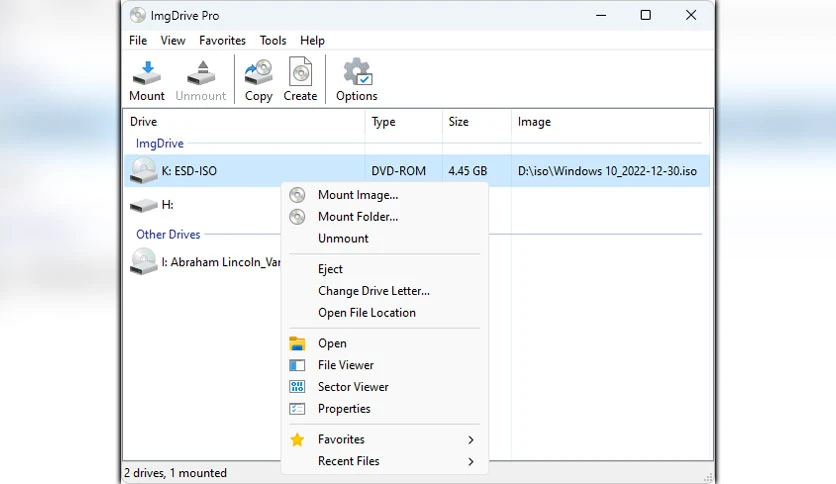 ImgDrive Pro
File View Favorites Tools Help
Mount Unmount Copy Create Options
Drive Type Size Image
ImgDrive
K: ESD-ISO DVD-ROM 4.45 GB D:\iso\Windows 10_2022-12-30.iso
Mount Image...
H:
Mount Folder...
Other Drives
Unmount
I: Abraham Lincoln_Var
Eject
Change Drive Letter...
Open File Location
Open
File Viewer
Sector Viewer
Properties
Favorites
Recent Files
2 drives, 1 mounted